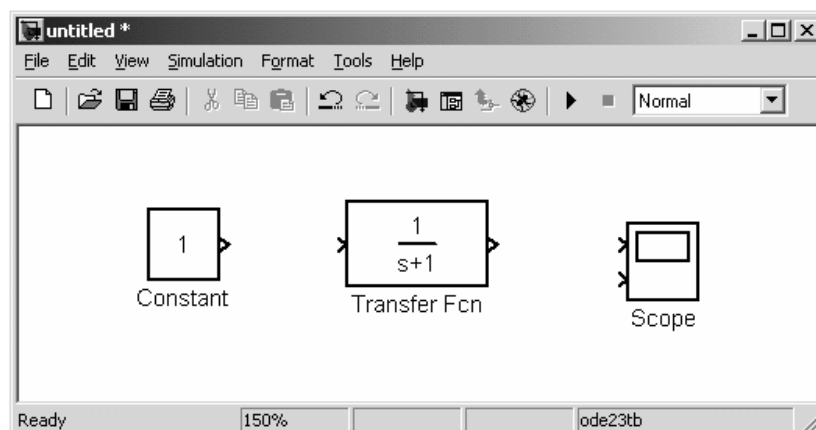 untitled *
File Edit View Simulation Format Tools Help
Normal
1
Constant
1
s+1
Transfer Fcn
Scope
Ready 150% ode23tb